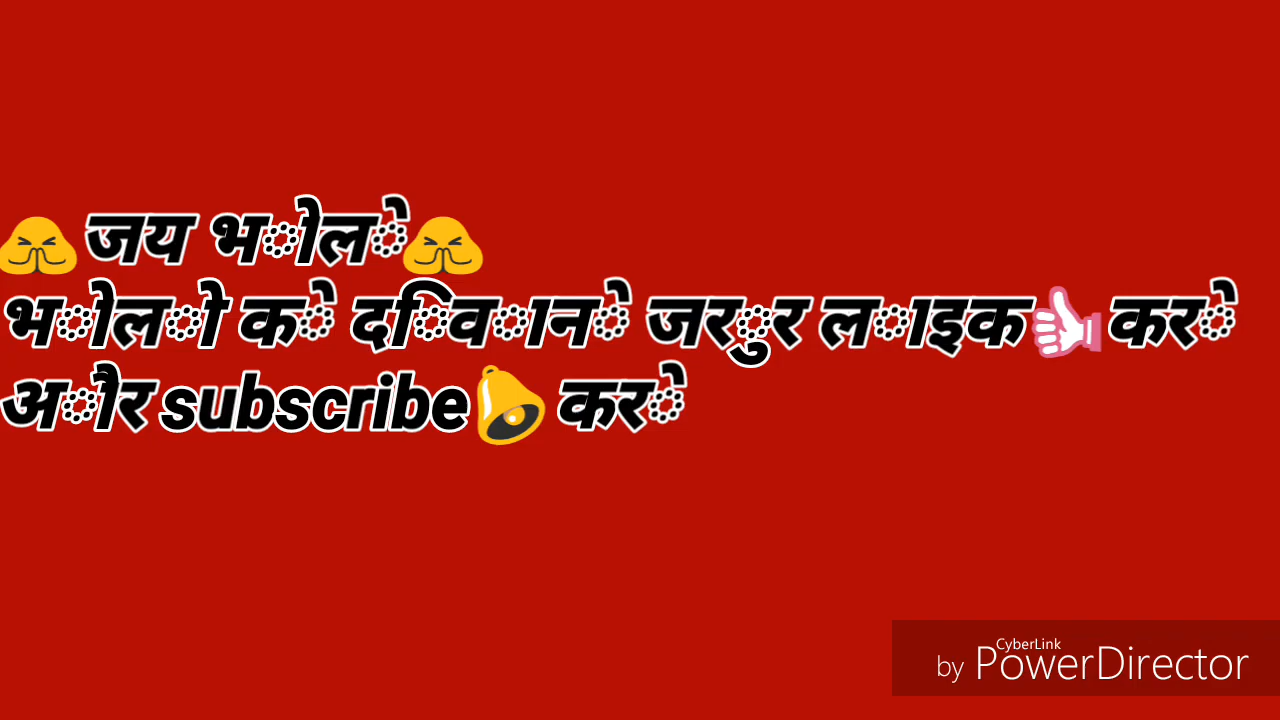 🙏जय भोले🙏
भोलो के दिवाने जरुर लाइक👍करे
और subscribe🔔करे
CyberLink
by PowerDirector